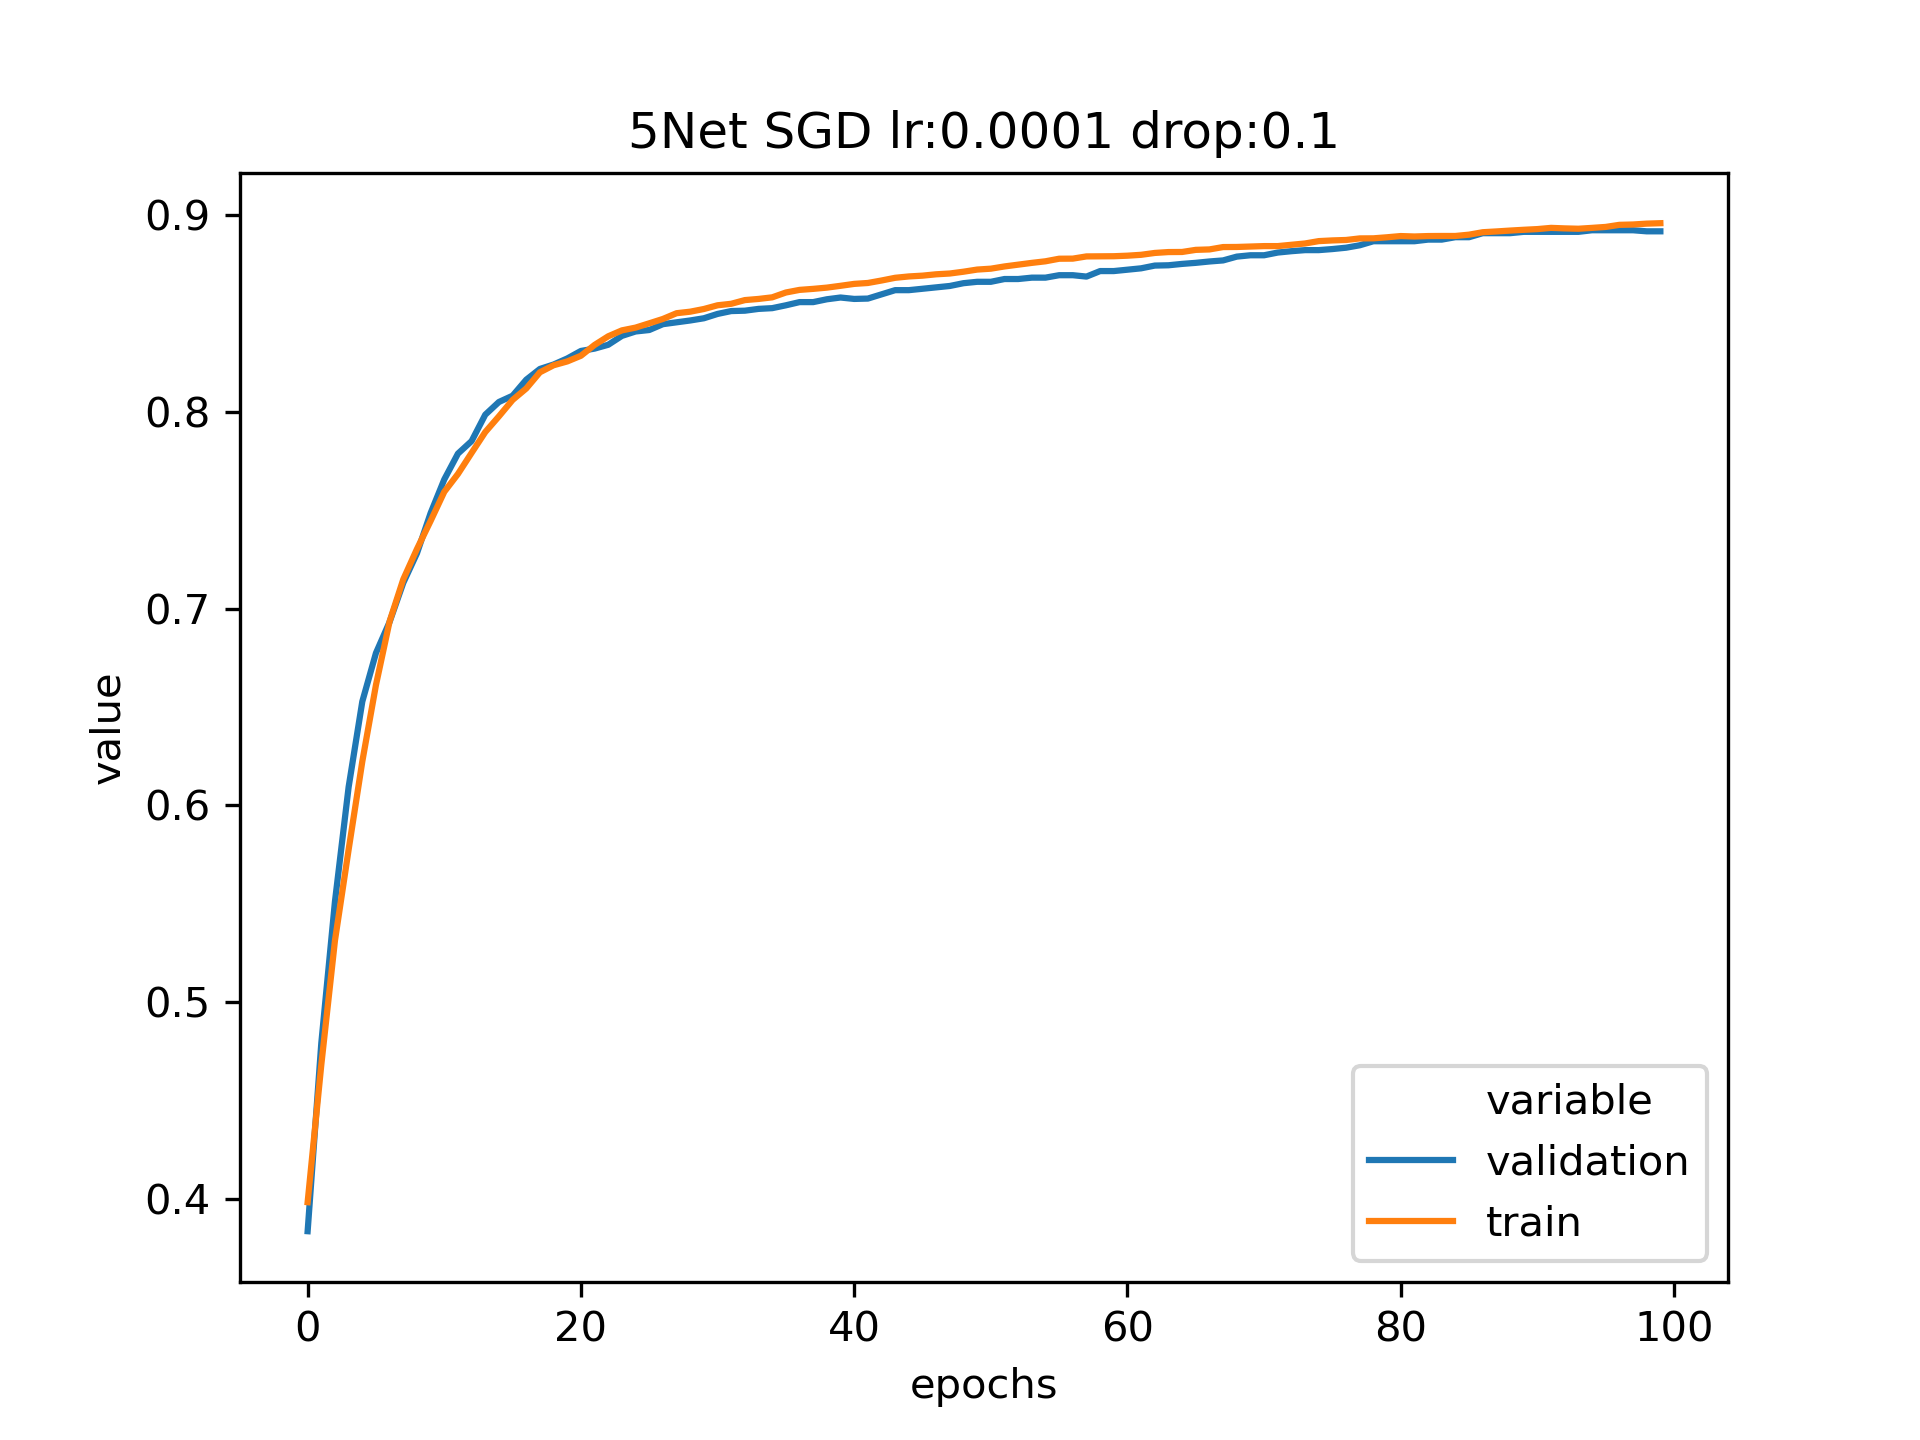 5Net SGD lr:0.0001 drop:0.1
0.9
0.8
0.7
0.6
0.5
0.4
value
variable
validation
train
0 20 40 60 80 100
epochs